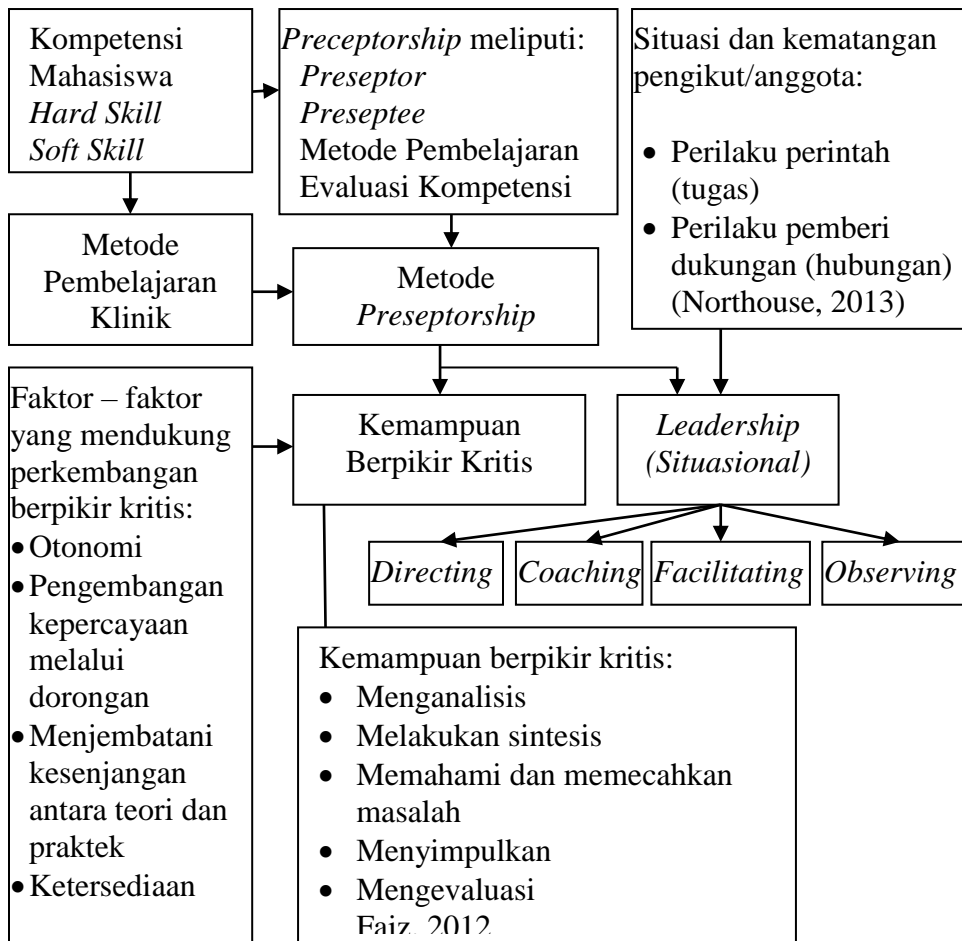 Kompetensi
Mahasiswa
Hard Skill
Soft Skill
Preceptorship meliputi:
Preseptor
Preseptee
Metode Pembelajaran
Evaluasi Kompetensi
Situasi dan kematangan
pengikut/anggota:
• Perilaku perintah
(tugas)
• Perilaku pemberi
dukungan (hubungan)
(Northouse, 2013)
Metode
Pembelajaran
Klinik
Metode
Preseptorship
Faktor – faktor
yang mendukung
perkembangan
berpikir kritis:
• Otonomi
• Pengembangan
kepercayaan
melalui
dorongan
• Menjembatani
kesenjangan
antara teori dan
praktek
• Ketersediaan
Kemampuan
Berpikir Kritis
Leadership
(Situasional)
Directing
Coaching
Facilitating
Observing
Kemampuan berpikir kritis:
• Menganalisis
• Melakukan sintesis
• Memahami dan memecahkan
masalah
• Menyimpulkan
• Mengevaluasi
Faiz, 2012